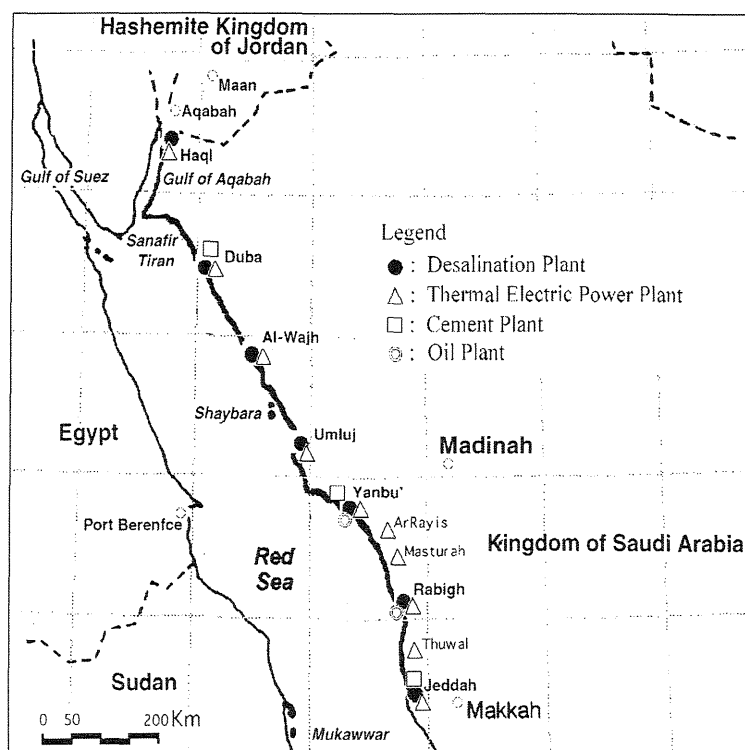 Hashemite Kingdom
of Jordan
Maan
Aqabah
Haql
Gulf of Suez
Gulf of Aqabah
Sanafir
Tiran
Duba
Legend
: Desalination Plant
: Thermal Electric Power Plant
: Cement Plant
: Oil Plant
Al-Wajh
Shaybara
Egypt
Umluj
Madinah
Yanbu'
Port Berenfce
ArRayis
Kingdom of Saudi Arabia
Masturah
Red
Sea
Rabigh
Thuwal
Sudan
Jeddah
Makkah
0 50 200 Km
Mukawwar